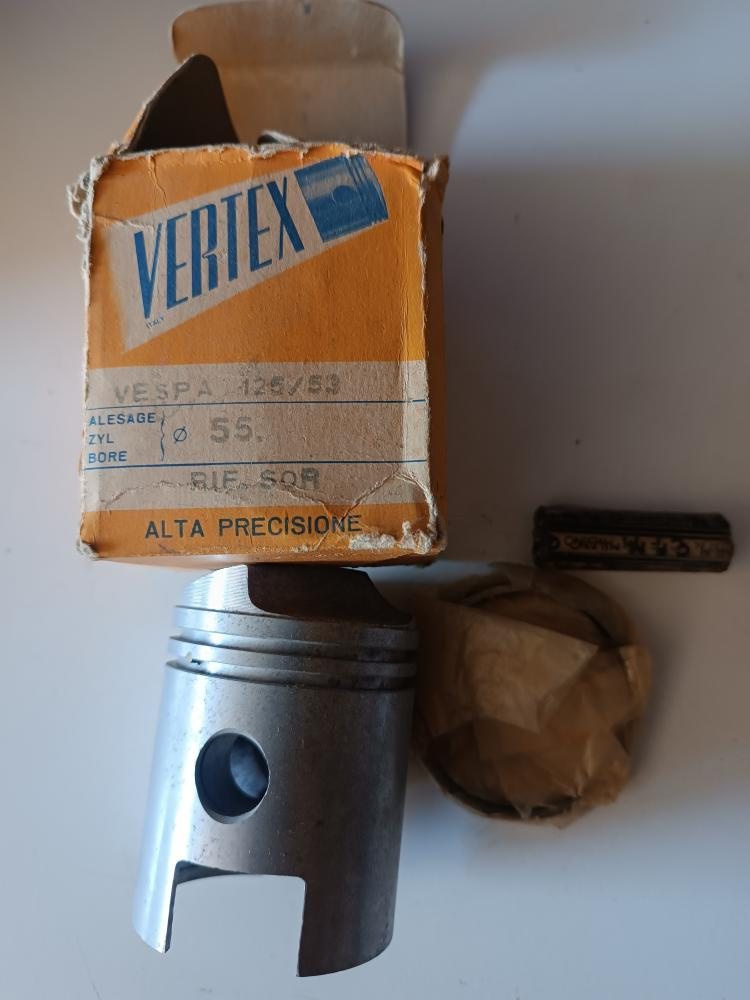 VERTEX
ITALY
VESPA 125/53
ALESAGE
ZYL
BORE
Ø 55.
RIF. SOR
ALTA PRECISIONE